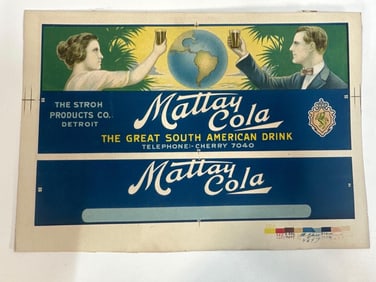 THE STROH
PRODUCTS CO.
DETROIT
Mattay
Cola
THE GREAT SOUTH AMERICAN DRINK
TELEPHONE:- CHERRY 7040
Mattay
Cola